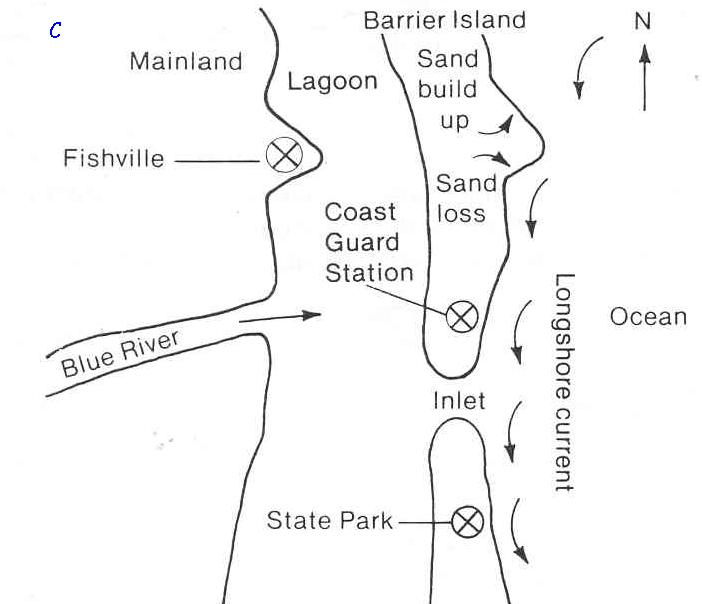 C
Barrier Island
N
Mainland
Lagoon
Sand
build
up
Fishville
Sand
loss
Coast
Guard
Station
Longshore current
Ocean
Blue River
Inlet
State Park